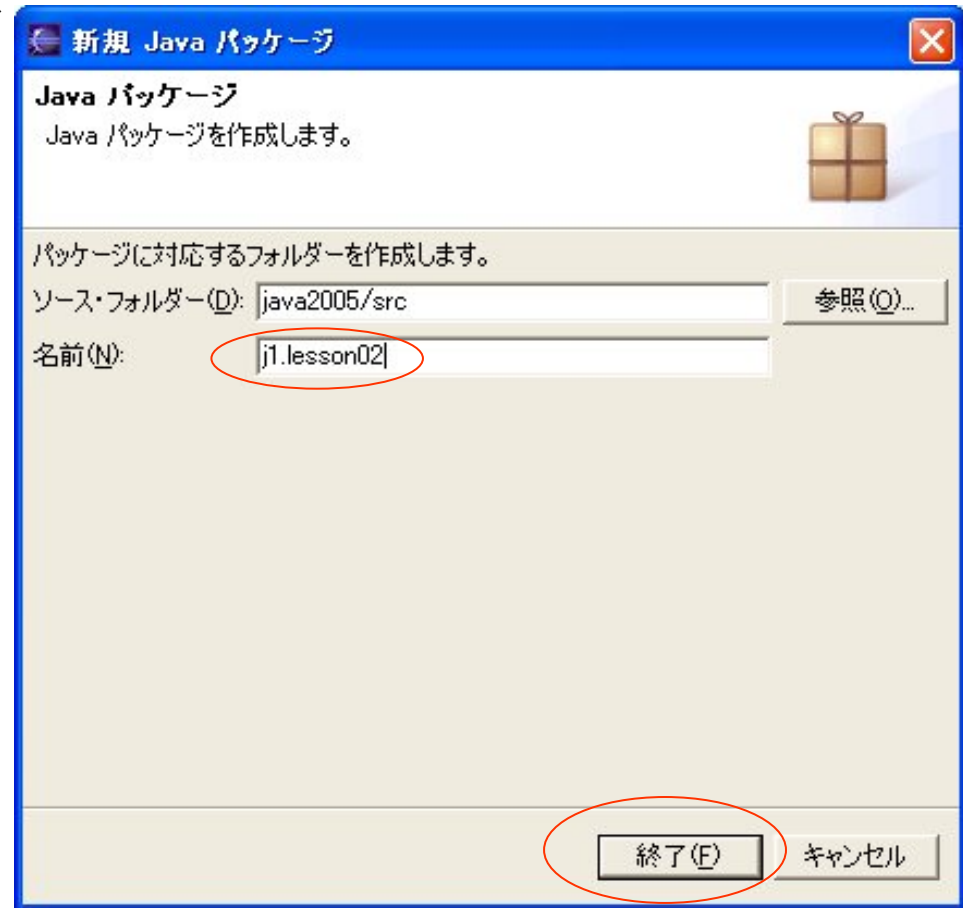 新規 Java パッケージ
Java パッケージ
Java パッケージを作成します。
パッケージに対応するフォルダーを作成します。
ソース・フォルダー(D): java2005/src 参照(O)...
名前(N): j1.lesson02
終了(F) キャンセル